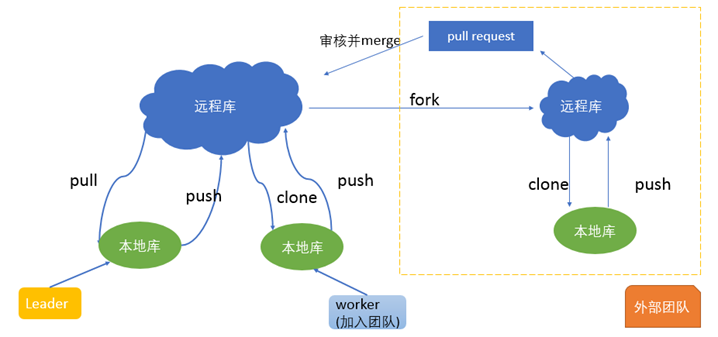 pull request
审核并merge
远程库
fork
远程库
pull
push
clone
push
clone
push
本地库
本地库
本地库
Leader
worker
(加入团队)
外部团队